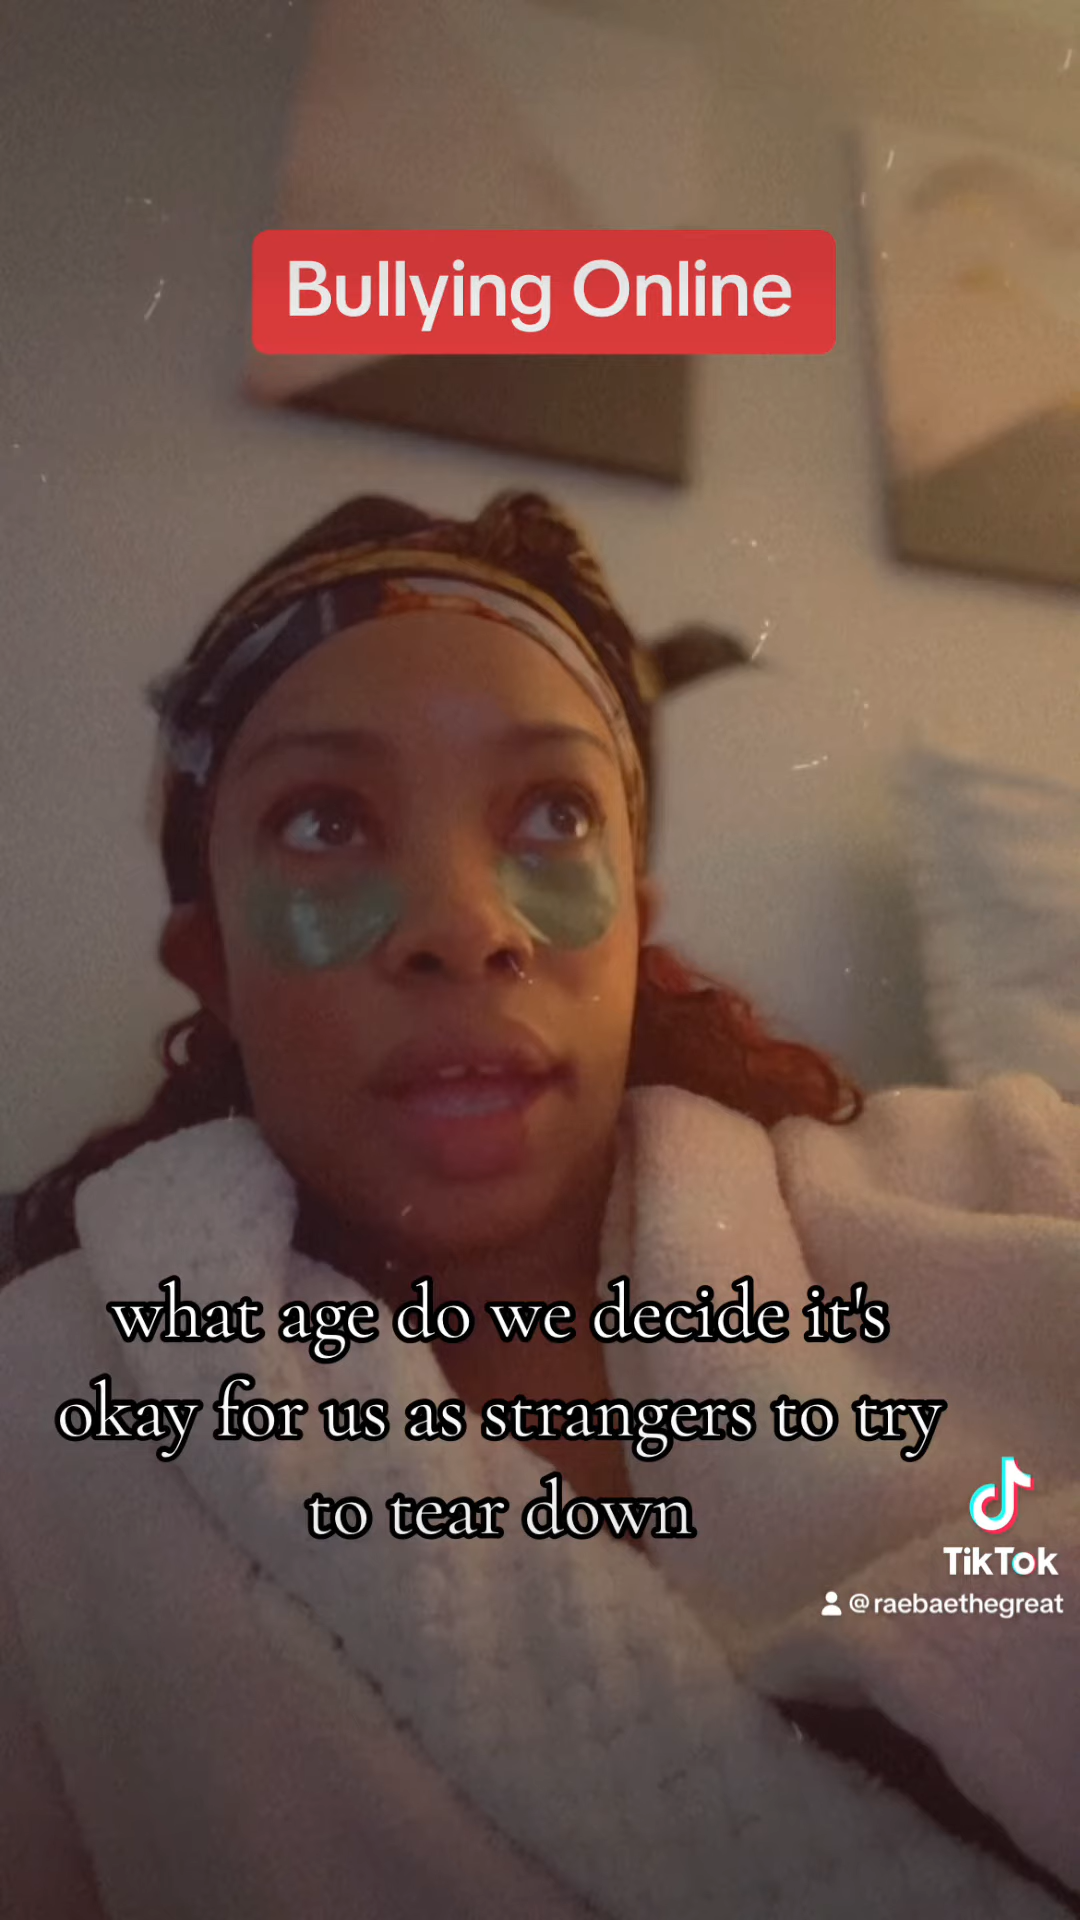 Bullying Online
what age do we decide it's
okay for us as strangers to try
to tear down
TikTok
@raebaethegreat